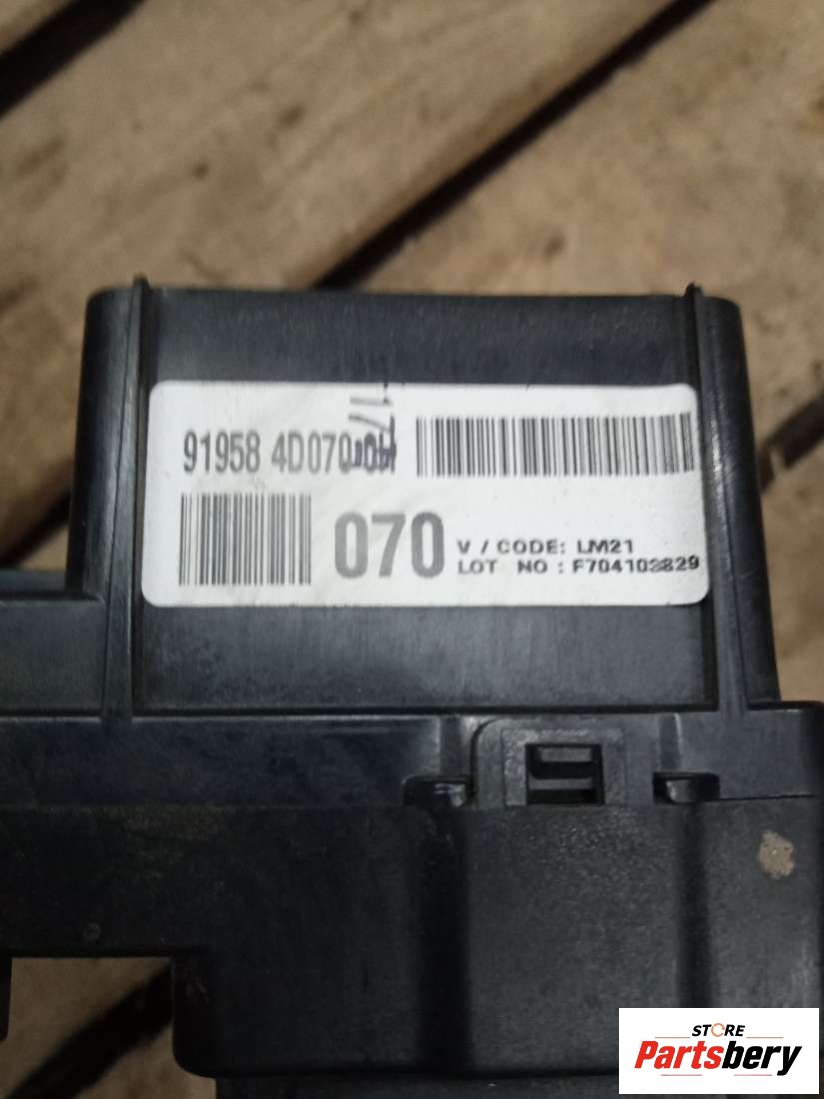 91958 4D070
070
V / CODE: LM21
LOT NO : F704103829
STORE
Partsbery